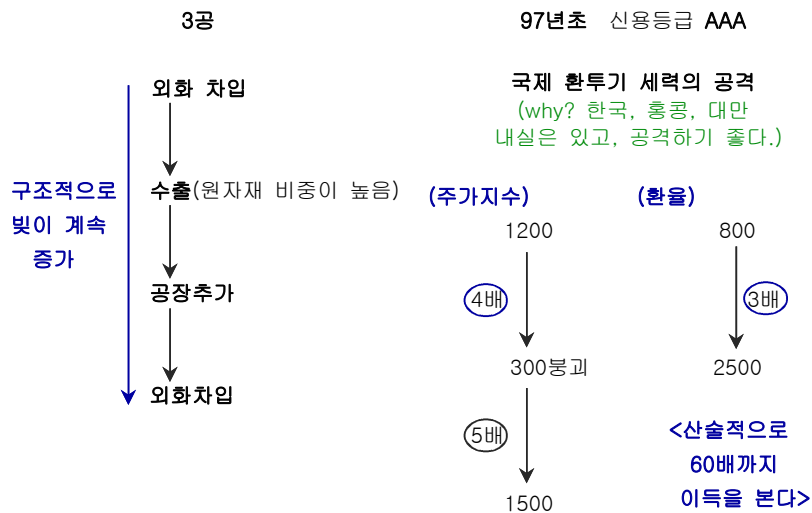 3공
외화 차입
수출(원자재 비중이 높음)
공장추가
외화차입
구조적으로
빚이 계속
증가
97년초 신용등급 AAA
국제 환투기 세력의 공격
(why? 한국, 홍콩, 대만
내실은 있고, 공격하기 좋다.)
(주가지수)
1200
4배
300붕괴
5배
1500
(환율)
800
3배
2500
<산술적으로
60배까지
이득을 본다>